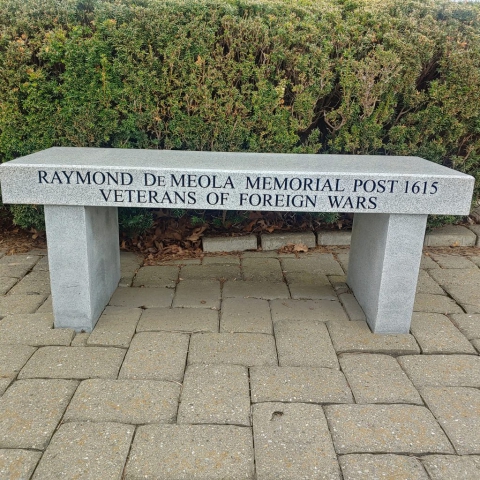 RAYMOND DEMEOLA MEMORIAL POST 1615
VETERANS OF FOREIGN WARS